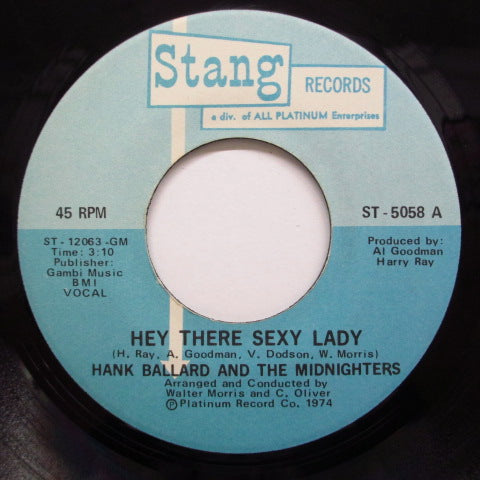 Stang
RECORDS
a div. of ALL PLATINUM Enterprises
45 RPM
ST - 5058 A
ST - 12063 -GM
Time: 3:10
Publisher:
Gambi Music
BMI
VOCAL
Produced by:
Al Goodman
Harry Ray
HEY THERE SEXY LADY
(H. Ray, A. Goodman, V. Dodson, W. Morris)
HANK BALLARD AND THE MIDNIGHTERS
Arranged and Conducted by
Walter Morris and C. Oliver
Ⓟ Platinum Record Co. 1974